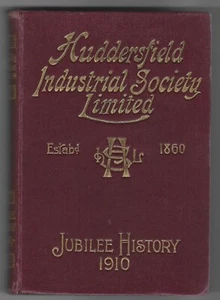 Huddersfield
Industrial Society
Limited
Estabd 1860
JUBILEE HISTORY
1910